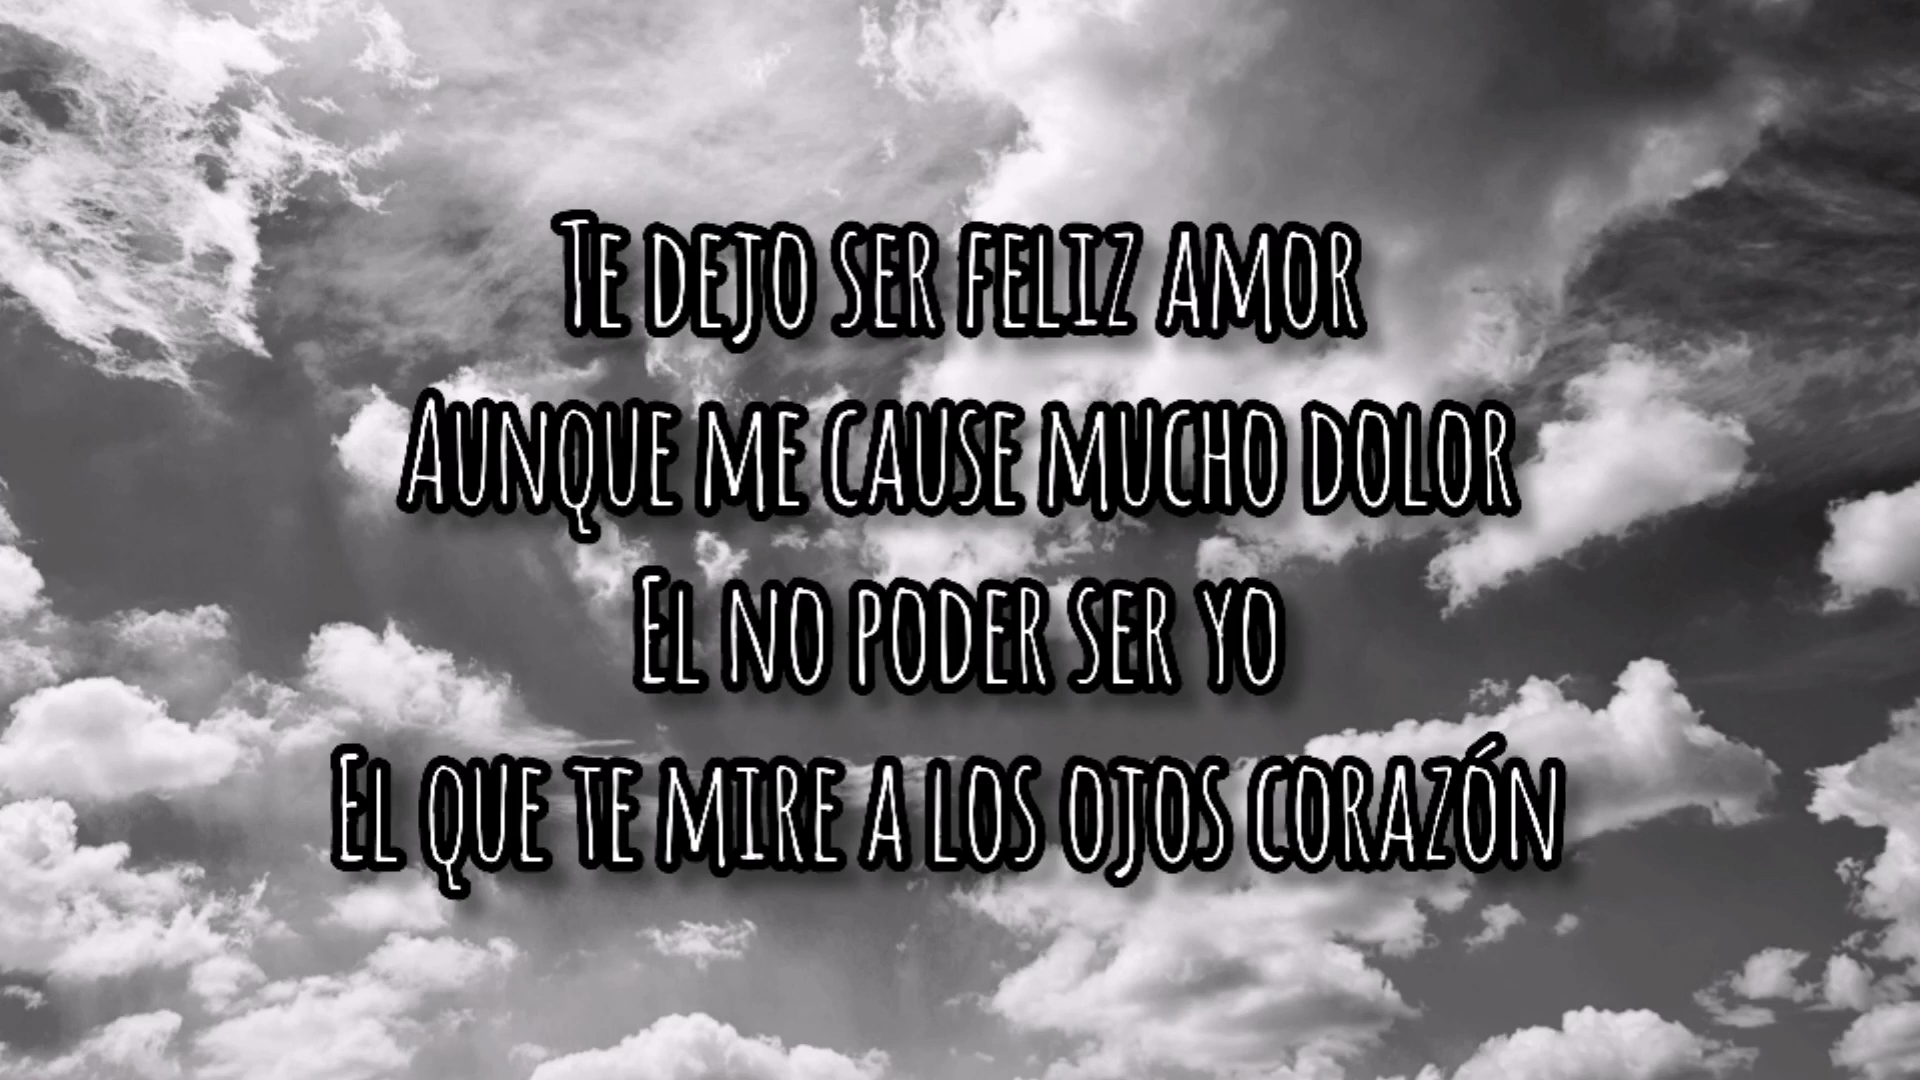 Te dejo ser feliz amor
Aunque me cause mucho dolor
El no poder ser yo
El que te mire a los ojos corazón